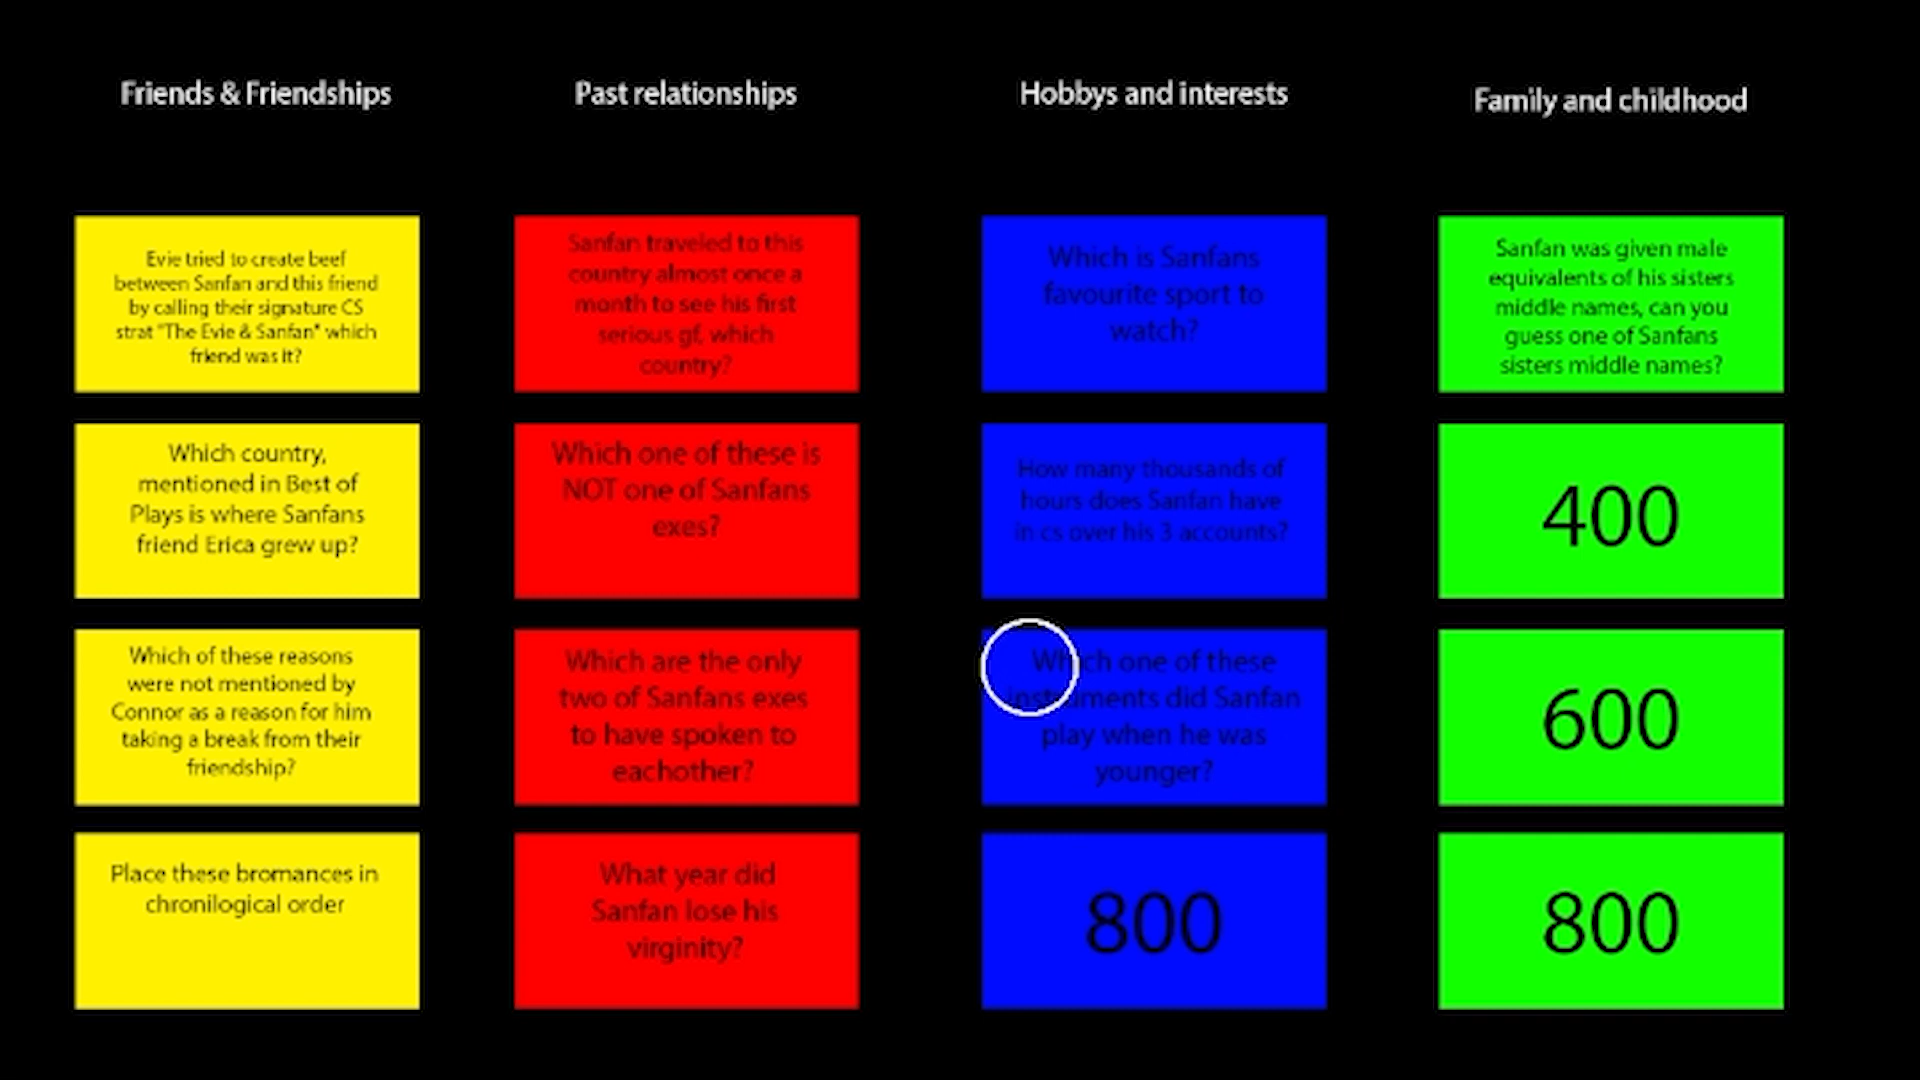 Friends & Friendships
Past relationships
Hobbys and interests
Family and childhood
Evie tried to create beef
between Sanfan and this friend
by calling their signature CS
strat "The Evie & Sanfan" which
friend was it?
Sanfan traveled to this
country almost once a
month to see his first
serious gf, which
country?
Which is Sanfans
favourite sport to
watch?
Sanfan was given male
equivalents of his sisters
middle names, can you
guess one of Sanfans
sisters middle names?
Which country,
mentioned in Best of
Plays is where Sanfans
friend Erica grew up?
Which one of these is
NOT one of Sanfans
exes?
How many thousands of
hours does Sanfan have
in cs over his 3 accounts?
400
Which of these reasons
were not mentioned by
Connor as a reason for him
taking a break from their
friendship?
Which are the only
two of Sanfans exes
to have spoken to
eachother?
Which one of these
instruments did Sanfan
play when he was
younger?
600
Place these bromances in
chronilogical order
What year did
Sanfan lose his
virginity?
800
800